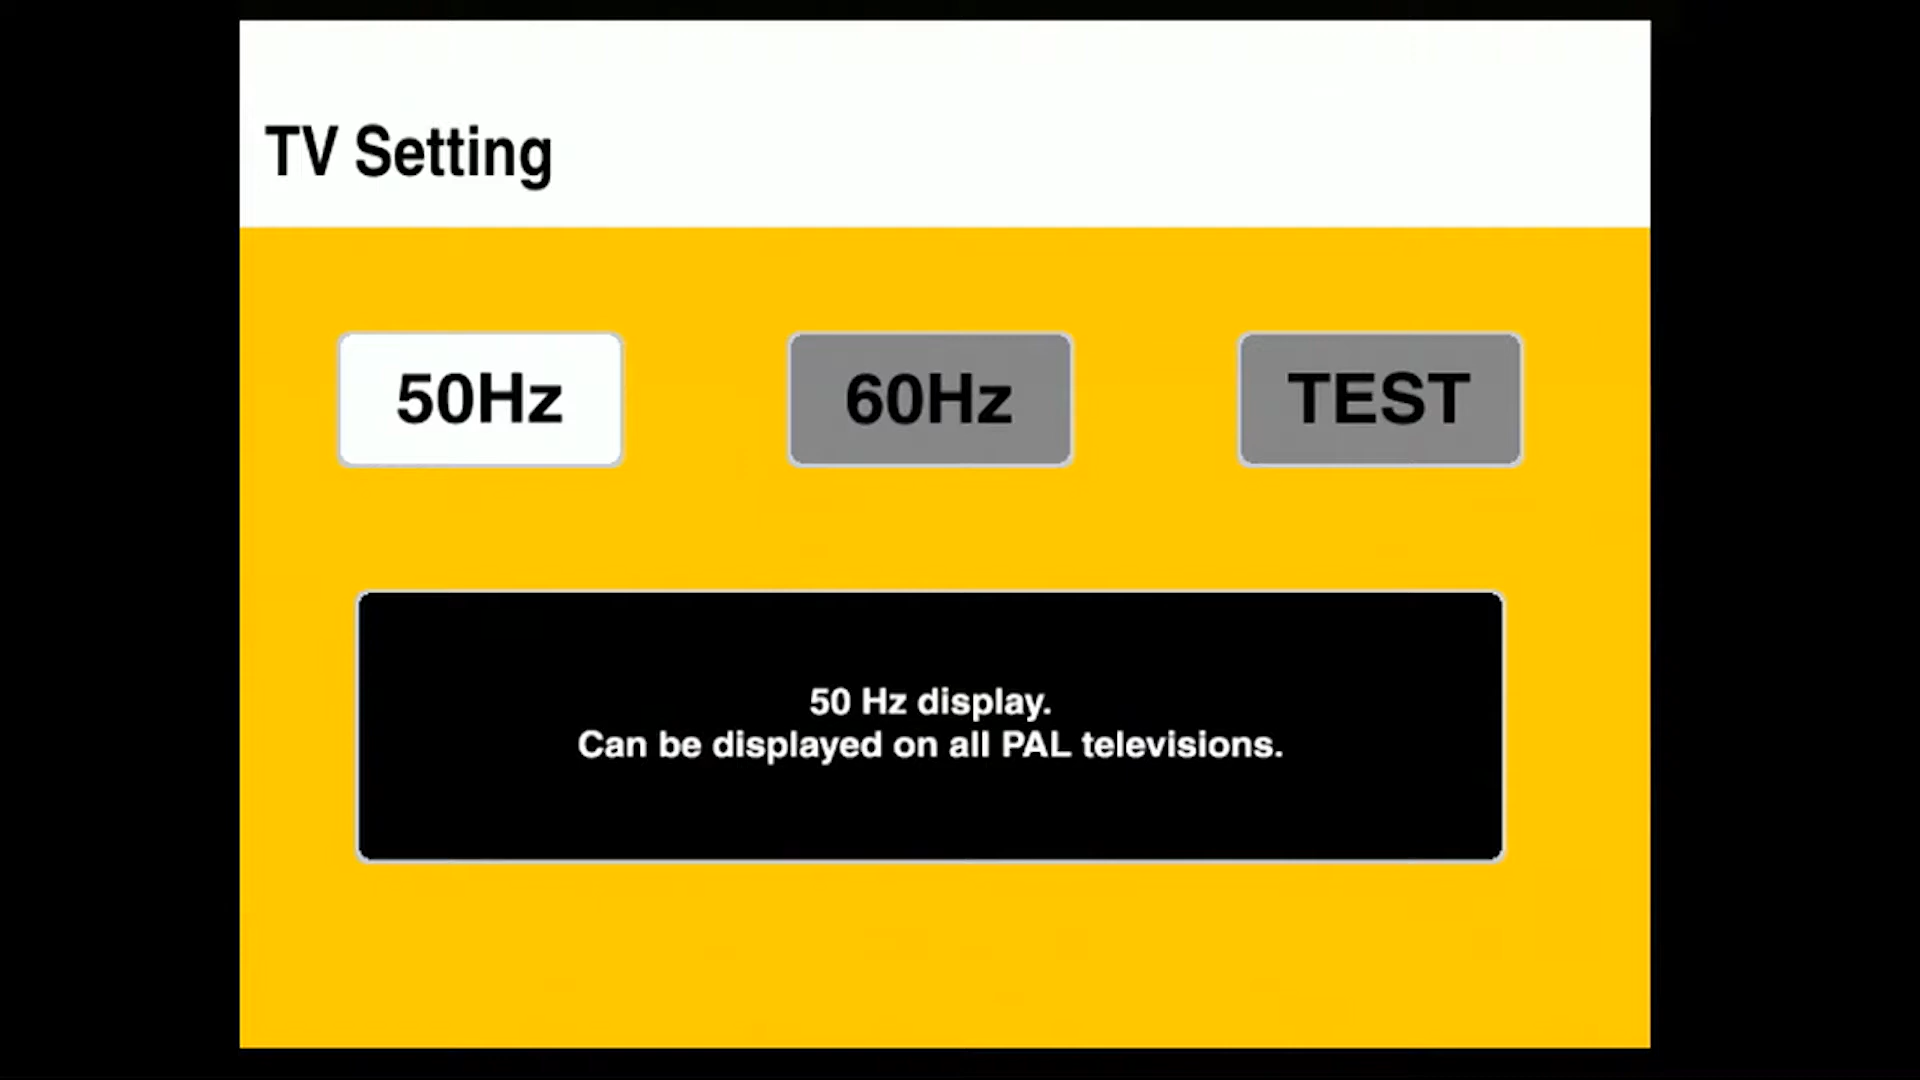 TV Setting
50Hz
60Hz
TEST
50 Hz display.
Can be displayed on all PAL televisions.